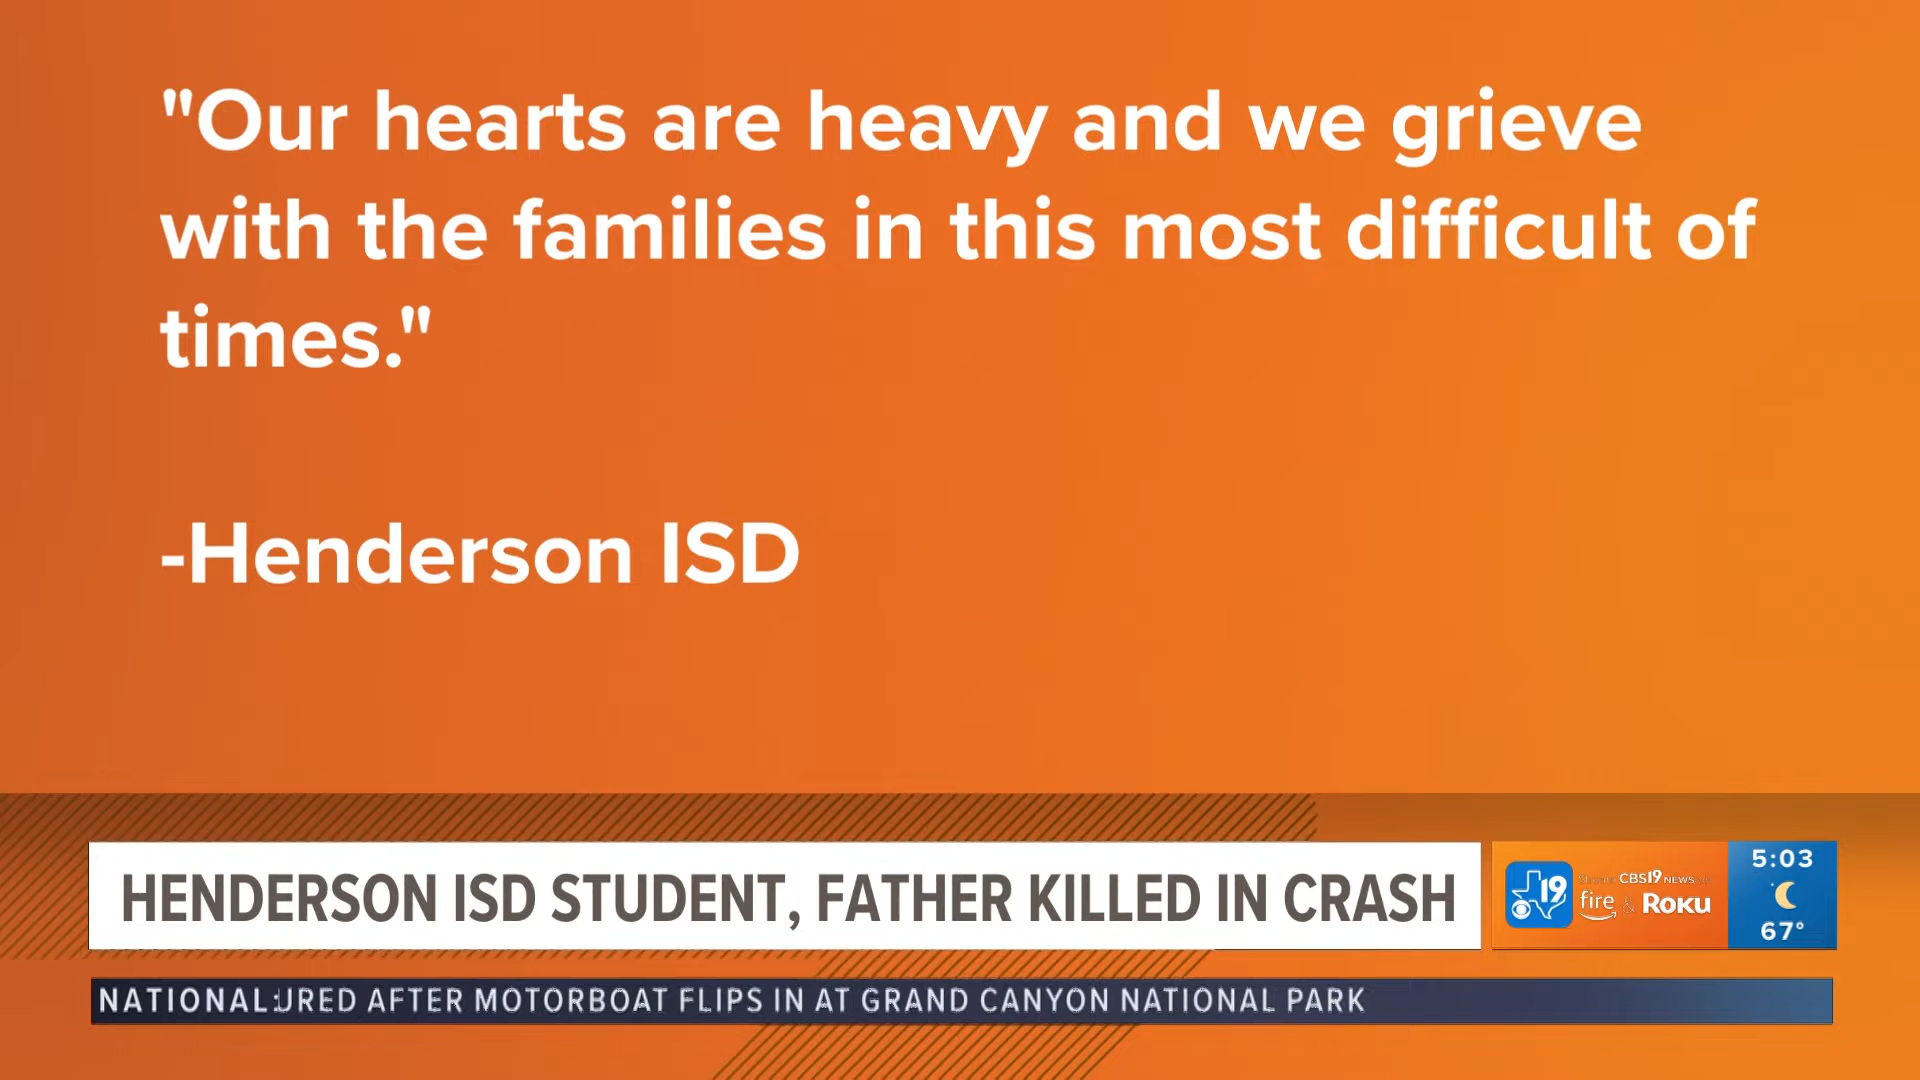 "Our hearts are heavy and we grieve
with the families in this most difficult of
times."
-Henderson ISD
HENDERSON ISD STUDENT, FATHER KILLED IN CRASH
19
CBS19 NEWS
fire & ROKU
5:03
67°
NATIONAL: URED AFTER MOTORBOAT FLIPS IN AT GRAND CANYON NATIONAL PARK